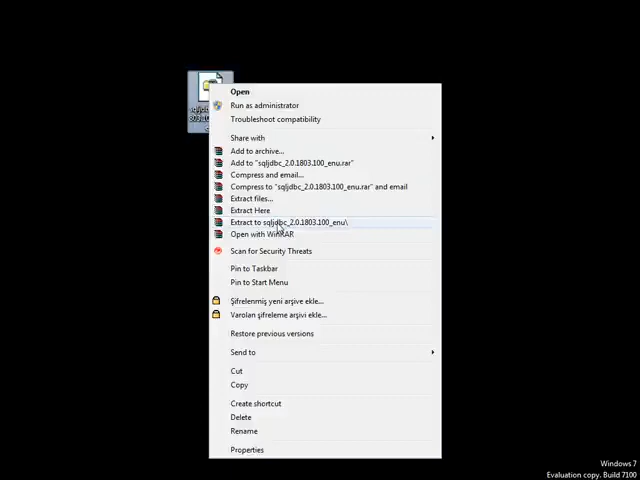 Open
Run as administrator
Troubleshoot compatibility
Share with
Add to archive...
Add to "sqljdbc_2.0.1803.100_enu.rar"
Compress and email...
Compress to "sqljdbc_2.0.1803.100_enu.rar" and email
Extract files...
Extract Here
Extract to sqljdbc_2.0.1803.100_enu\
Open with WinRAR
Scan for Security Threats
Pin to Taskbar
Pin to Start Menu
Şifrelenmiş yeni arşive ekle...
Varolan şifreleme arşivi ekle...
Restore previous versions
Send to
Cut
Copy
Create shortcut
Delete
Rename
Properties
Windows 7
Evaluation copy. Build 7100